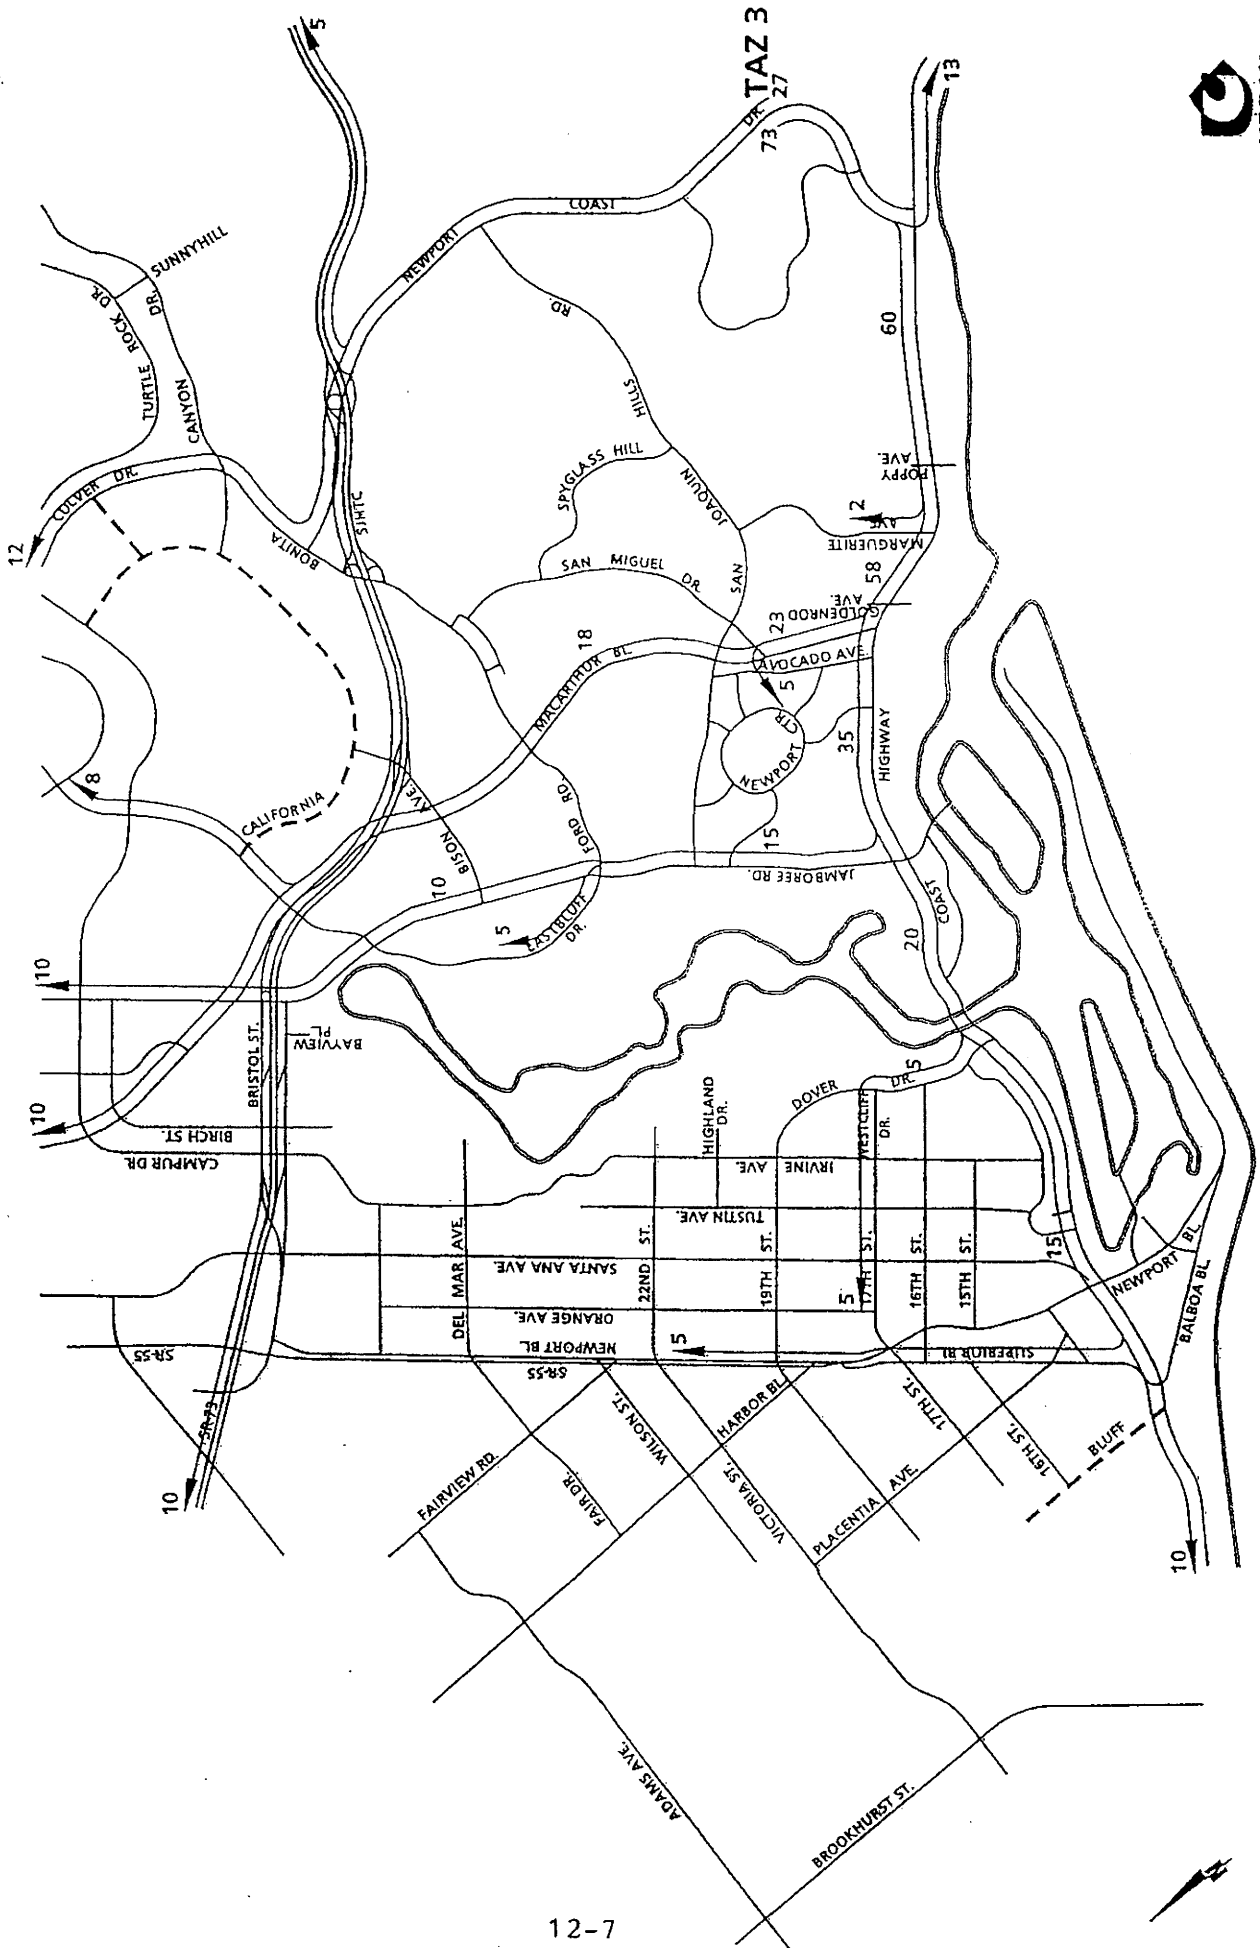 5
TAZ 3
27
DR.
73
13
COAST
NEWPORT
SUNNYHILL
DR.
TURTLE ROCK DR.
CANYON
RD.
HILLS
60
CULVER DR.
12
SPYGLASS HILL
JOAQUIN
POPPY
AVE.
2
SJHTC
BONITA
SAN MIGUEL DR.
SAN
MARGUERITE
AVE
58
GOLDENROD
AVE.
23
18
MACARTHUR BL.
AVOCADO AVE.
5
NEWPORT CTR
35
HIGHWAY
8
CALIFORNIA
AVE.
BISON
FORD RD.
15
10
JAMBOREE RD.
EASTBLUFF
DR.
5
COAST
20
10
BRISTOL ST.
BAYVIEW
PL.
10
BIRCH ST.
CAMPUR DR.
HIGHLAND
DR.
DOVER
DR.
5
WESTCLIFF
DR.
IRVINE
AVE.
TUSTIN AVE.
DEL MAR AVE.
SANTA ANA AVE.
22ND ST.
19TH ST.
17TH ST.
16TH ST.
15TH ST.
15
NEWPORT BL.
BALBOA BL.
ORANGE AVE.
5
NEWPORT BL.
5
SR-55
SR-55
SUPERIOR BL
SR-73
10
FAIRVIEW RD.
FAIR DR.
WILSON ST.
HARBOR BL.
VICTORIA ST.
PLACENTIA AVE.
17TH ST.
16TH ST.
BLUFF
10
ADAMS AVE.
BROOKHURST ST.
N
12-7